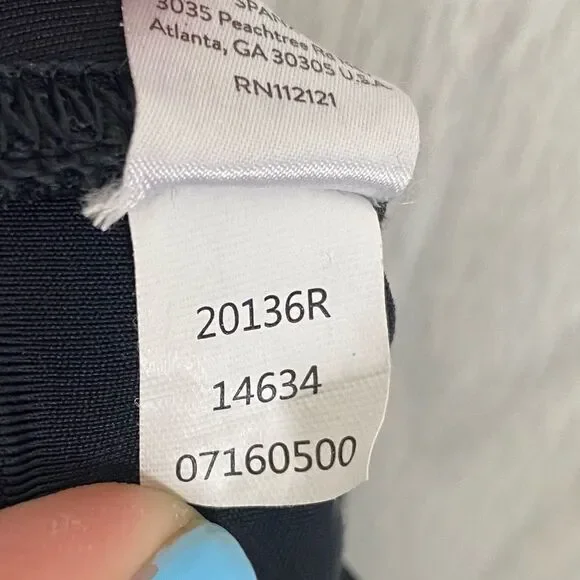 3035 Peachtree
Atlanta, GA 30305 U.S.A.
RN112121
20136R
14634
07160500